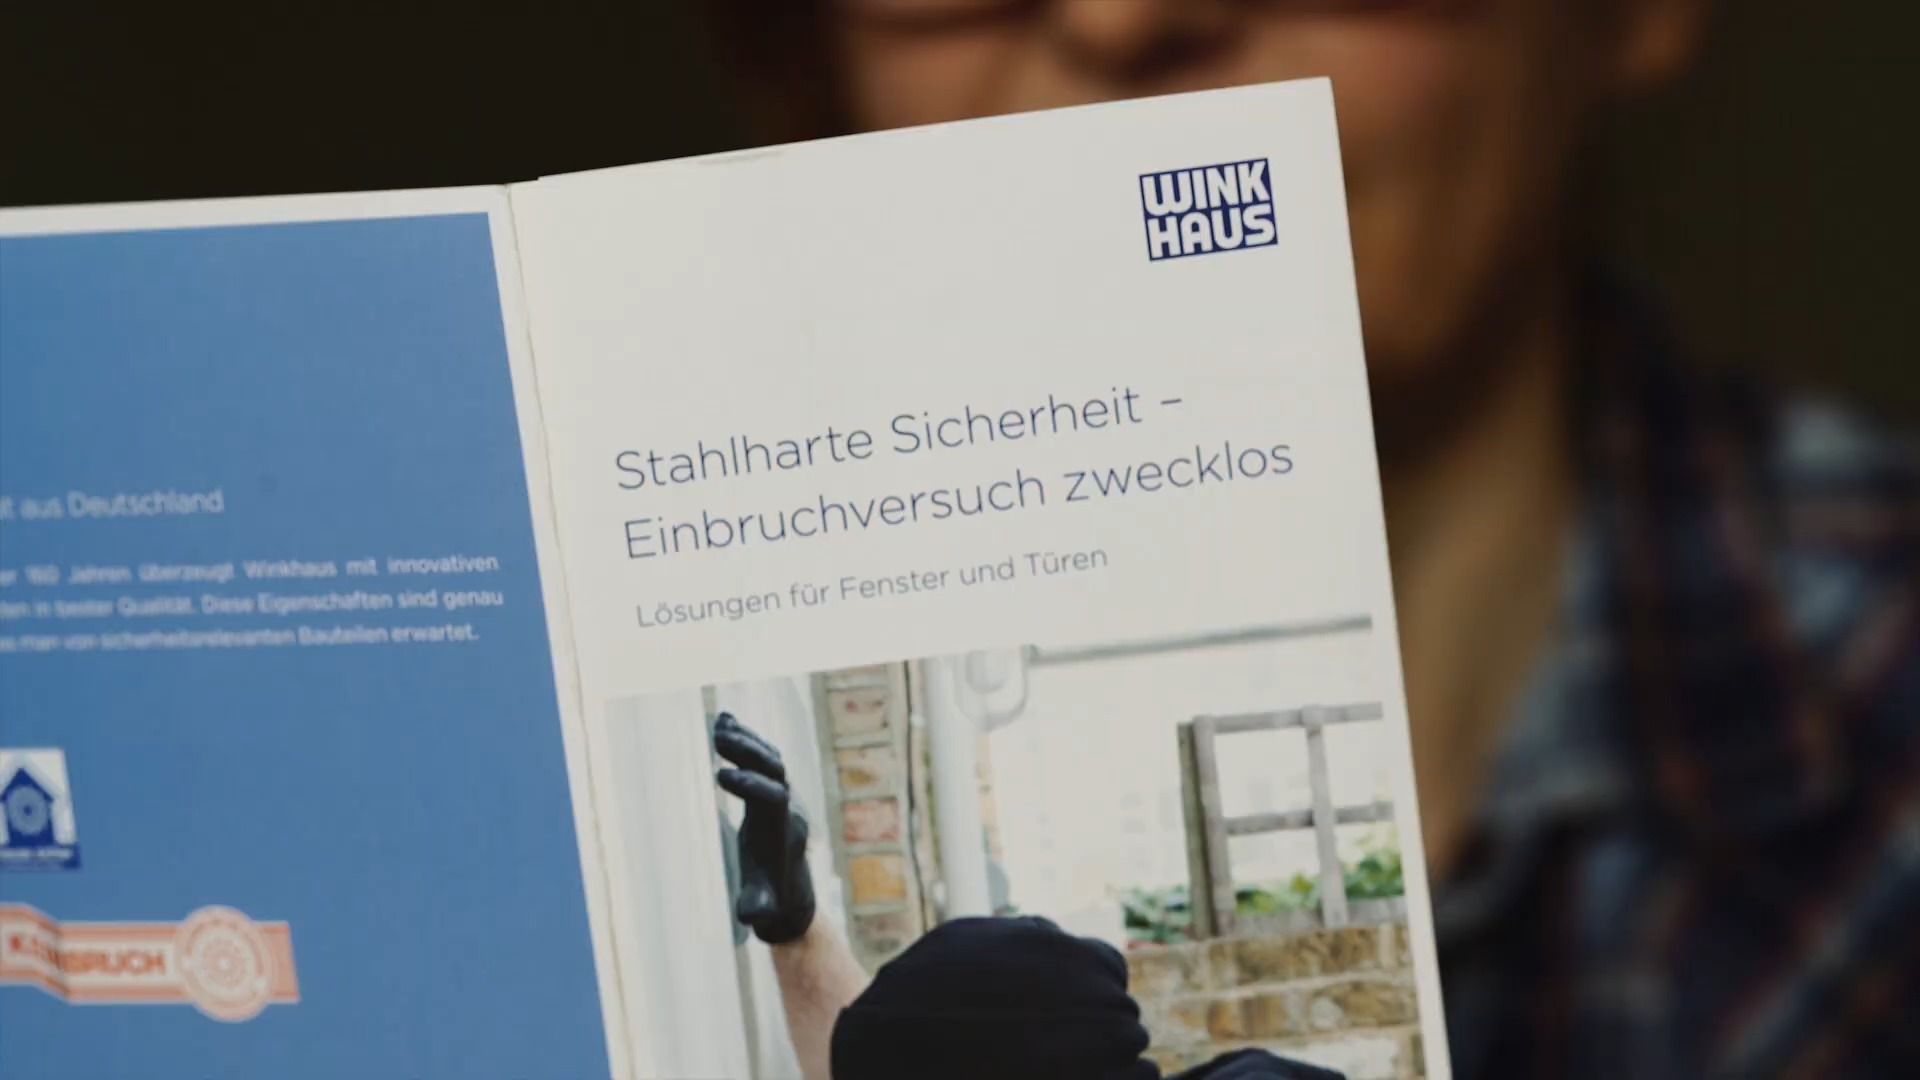 WINK
HAUS
Stahlharte Sicherheit –
Einbruchversuch zwecklos
Lösungen für Fenster und Türen
aus Deutschland
160 Jahren überzeugt Winkhaus mit innovativen
in bester Qualität. Diese Eigenschaften sind genau
man von sicherheitsrelevanten Bauteilen erwartet.